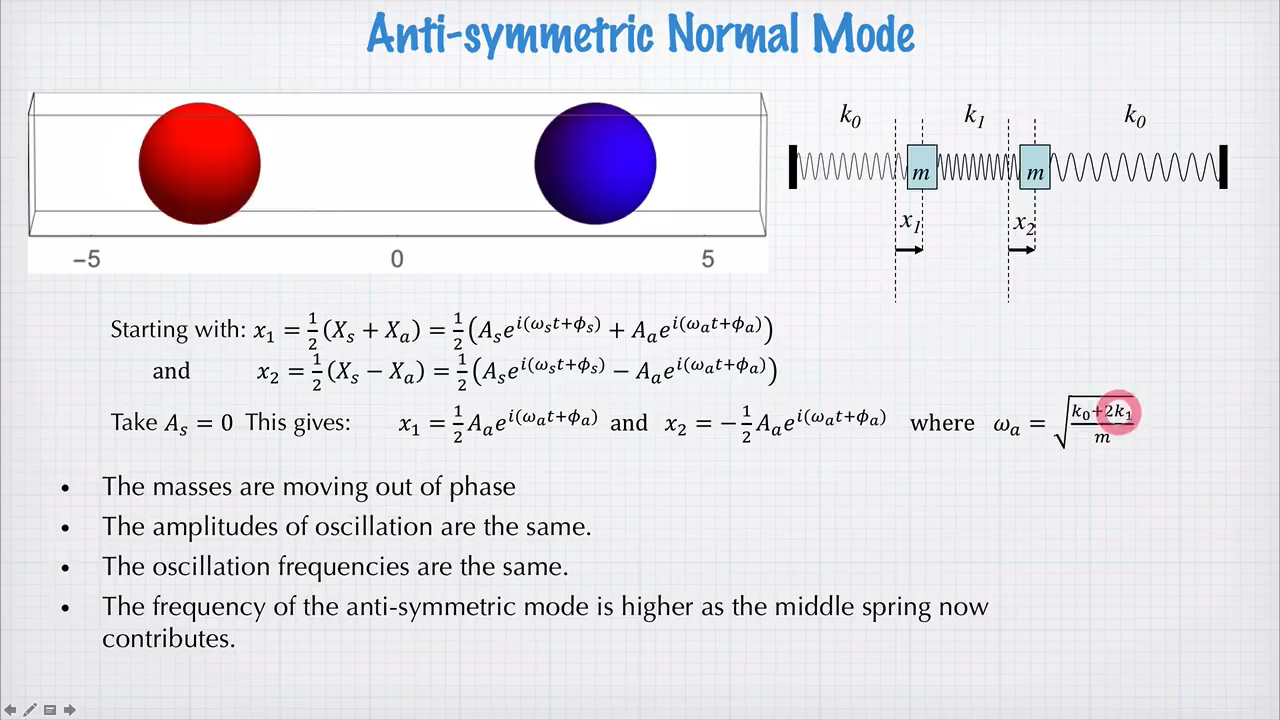 Anti-symmetric Normal Mode
−5 0 5
k₀ k₁ k₀
m m
x₁ x₂
Starting with: x₁ = ½(Xₛ + Xₐ) = ½(Aₛe^{i(ωₛt+ϕₛ)} + Aₐe^{i(ωₐt+ϕₐ)})
and x₂ = ½(Xₛ − Xₐ) = ½(Aₛe^{i(ωₛt+ϕₛ)} − Aₐe^{i(ωₐt+ϕₐ)})
Take Aₛ = 0 This gives: x₁ = ½Aₐe^{i(ωₐt+ϕₐ)} and x₂ = −½Aₐe^{i(ωₐt+ϕₐ)} where ωₐ = √((k₀+2k₁)/m)
• The masses are moving out of phase
• The amplitudes of oscillation are the same.
• The oscillation frequencies are the same.
• The frequency of the anti-symmetric mode is higher as the middle spring now
contributes.